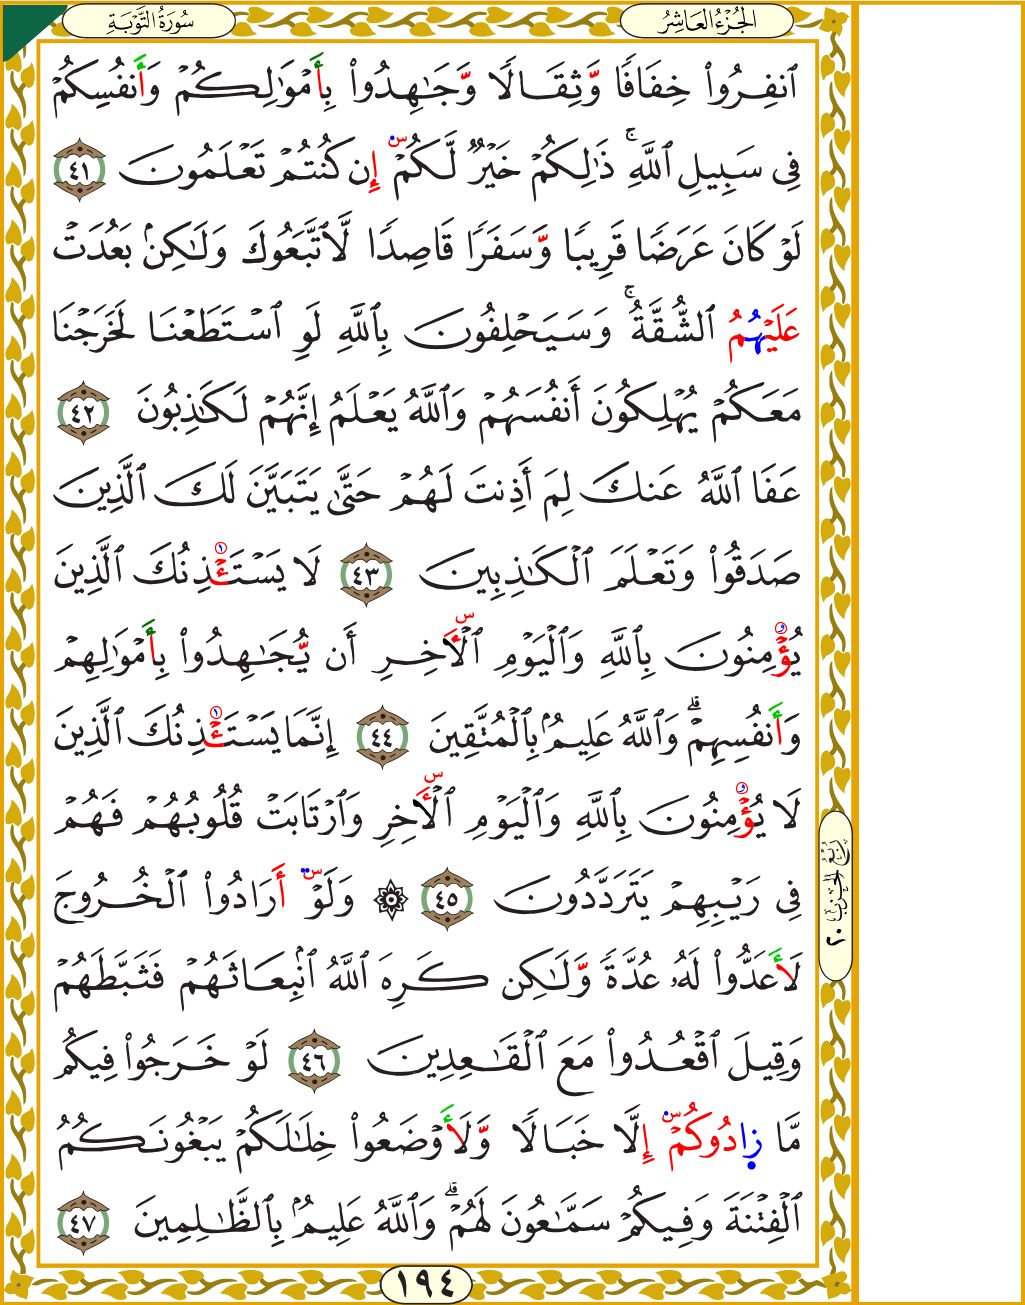 الجُزْءُ العَاشِرُ
سُورَةُ التَّوْبَةِ
ٱنفِرُوا۟ خِفَافًا وَّثِقَالًا وَّجَـٰهِدُوا۟ بِأَمْوَٰلِكُمْ وَأَنفُسِكُمْ
فِى سَبِيلِ ٱللَّهِ ۚ ذَٰلِكُمْ خَيْرٌ لَّكُمْ س إِن كُنتُمْ تَعْلَمُونَ ٤١
لَوْ كَانَ عَرَضًا قَرِيبًا وَّسَفَرًا قَاصِدًا لَّٱتَّبَعُوكَ وَلَـٰكِنۢ بَعُدَتْ
عَلَيْهُمُ ٱلشُّقَّةُ ۚ وَسَيَحْلِفُونَ بِٱللَّهِ لَوِ ٱسْتَطَعْنَا لَخَرَجْنَا
مَعَكُمْ يُهْلِكُونَ أَنفُسَهُمْ وَٱللَّهُ يَعْلَمُ إِنَّهُمْ لَكَـٰذِبُونَ ٤٢
عَفَا ٱللَّهُ عَنكَ لِمَ أَذِنتَ لَهُمْ حَتَّىٰ يَتَبَيَّنَ لَكَ ٱلَّذِينَ
صَدَقُوا۟ وَتَعْلَمَ ٱلْكَـٰذِبِينَ ٤٣ لَا يَسْتَـْٔذِنُكَ ٱلَّذِينَ
يُؤْمِنُونَ بِٱللَّهِ وَٱلْيَوْمِ ٱلْـَٔاخِرِ س أَن يُّجَـٰهِدُوا۟ بِأَمْوَٰلِهِمْ
وَأَنفُسِهِمْ ۗ وَٱللَّهُ عَلِيمٌۢ بِٱلْمُتَّقِينَ ٤٤ إِنَّمَا يَسْتَـْٔذِنُكَ ٱلَّذِينَ
لَا يُؤْمِنُونَ بِٱللَّهِ وَٱلْيَوْمِ ٱلْـَٔاخِرِ س وَٱرْتَابَتْ قُلُوبُهُمْ فَهُمْ
فِى رَيْبِهِمْ يَتَرَدَّدُونَ ٤٥ ۞ وَلَوْ س أَرَادُوا۟ ٱلْخُرُوجَ
لَأَعَدُّوا۟ لَهُۥ عُدَّةً وَّلَـٰكِن كَرِهَ ٱللَّهُ ٱنۢبِعَاثَهُمْ فَثَبَّطَهُمْ
وَقِيلَ ٱقْعُدُوا۟ مَعَ ٱلْقَـٰعِدِينَ ٤٦ لَوْ خَرَجُوا۟ فِيكُم
مَّا زَادُوكُمْ س إِلَّا خَبَالًا وَّلَأَوْضَعُوا۟ خِلَـٰلَكُمْ يَبْغُونَكُمُ
ٱلْفِتْنَةَ وَفِيكُمْ سَمَّـٰعُونَ لَهُمْ ۗ وَٱللَّهُ عَلِيمٌۢ بِٱلظَّـٰلِمِينَ ٤٧
رُبْعُ الحِزْبِ ٢٠
١٩٤